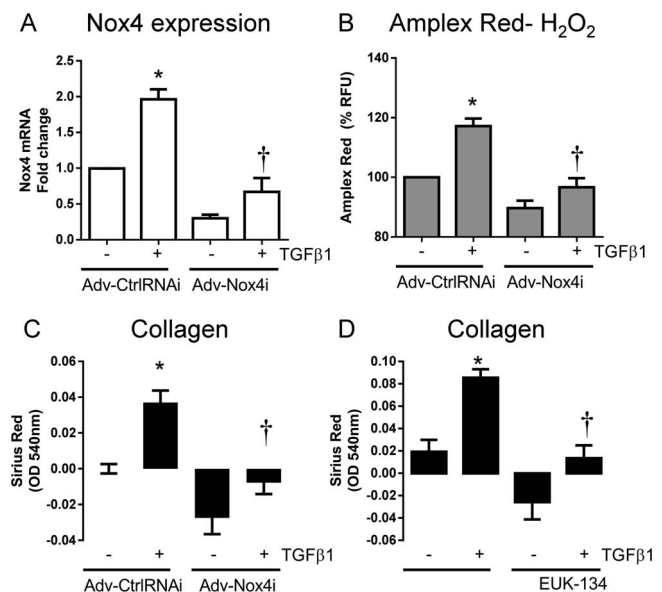 A Nox4 expression
Nox4 mRNA
Fold change
2.0
1.5
1.0
0.5
0.0
*
†
- + - + TGFβ1
Adv-CtrlRNAi Adv-Nox4i
B Amplex Red- H₂O₂
Amplex Red (% RFU)
140
120
100
80
*
†
- + - + TGFβ1
Adv-CtrlRNAi Adv-Nox4i
C Collagen
Sirius Red
(OD 540nm)
0.06
0.04
0.02
0.00
-0.02
-0.04
*
†
- + - + TGFβ1
Adv-CtrlRNAi Adv-Nox4i
D Collagen
Sirius Red
(OD 540nm)
0.10
0.08
0.06
0.04
0.02
0.00
-0.02
-0.04
-0.06
*
†
- + - + TGFβ1
EUK-134